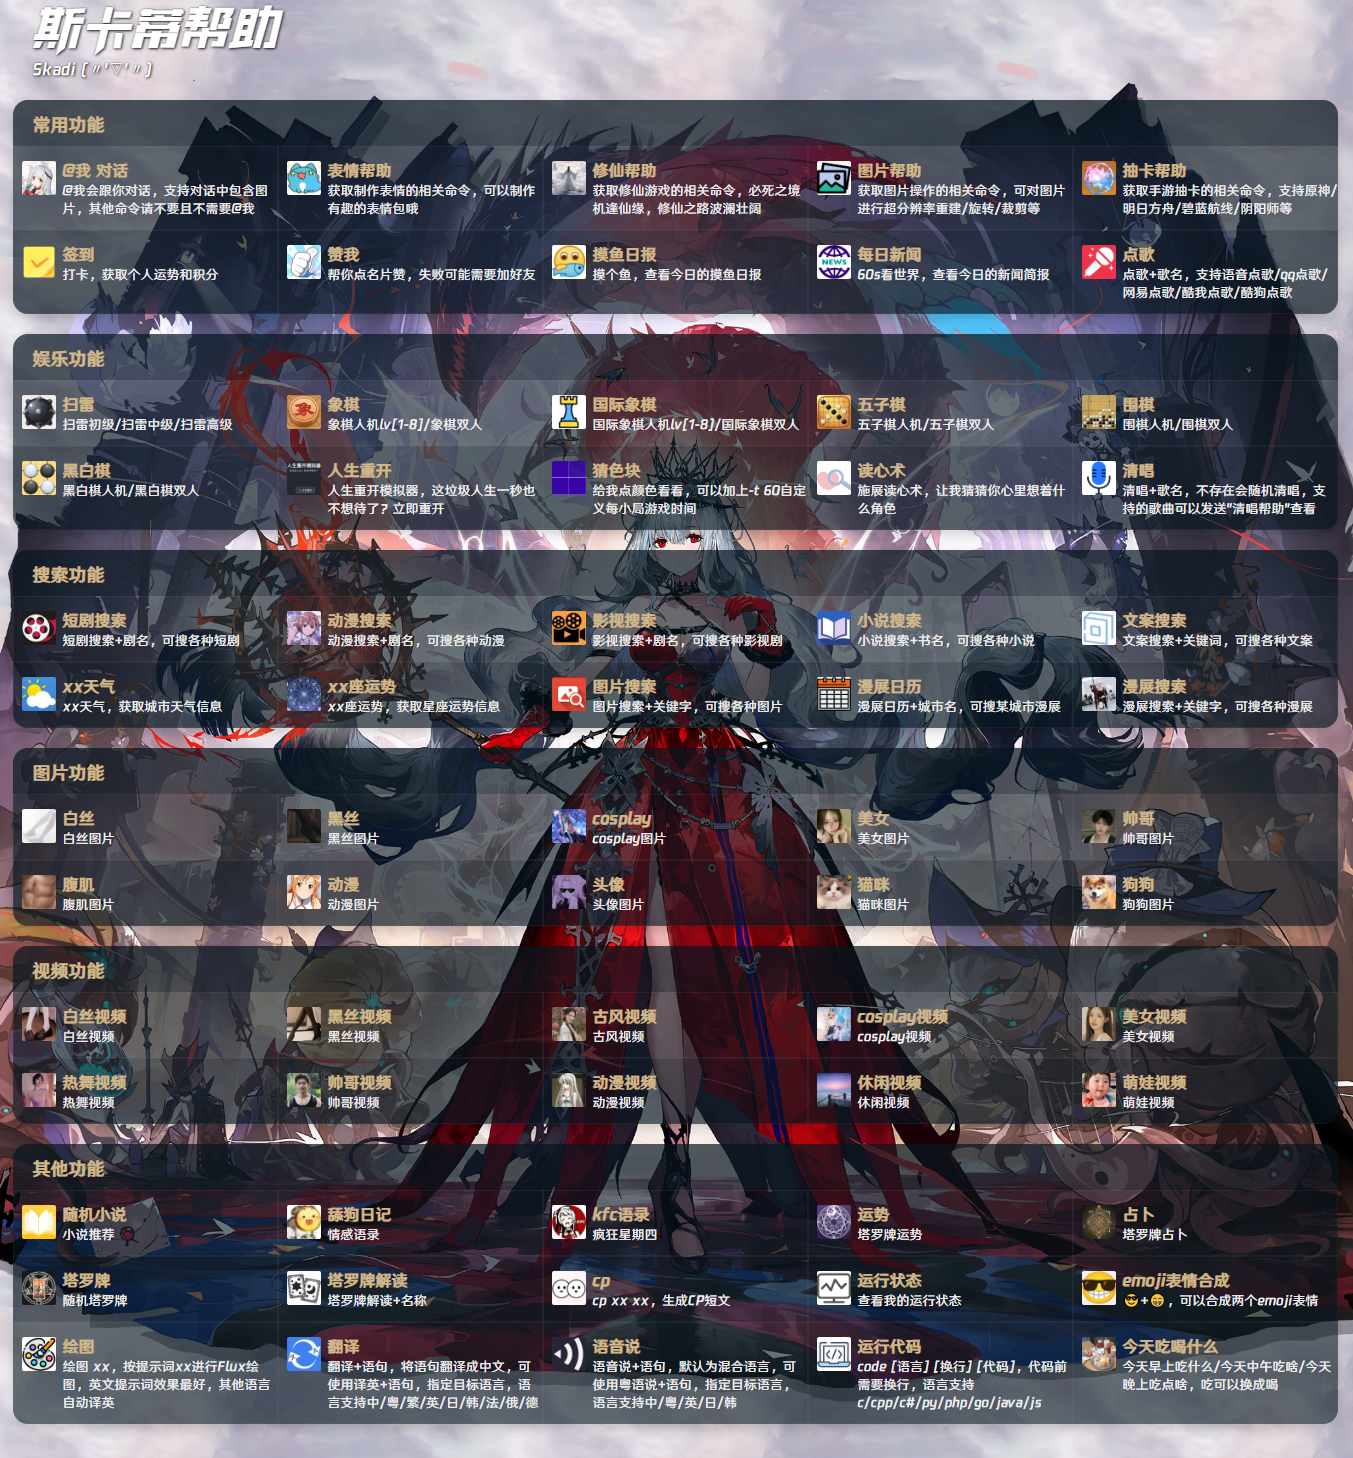 斯卡蒂帮助
Skadi (〃'▽'〃)
常用功能
@我 对话
@我会跟你对话，支持对话中包含图
片，其他命令请不要且不需要@我
表情帮助
获取制作表情的相关命令，可以制作
有趣的表情包哦
修仙帮助
获取修仙游戏的相关命令，必死之境
机逢仙缘，修仙之路波澜壮阔
图片帮助
获取图片操作的相关命令，可对图片
进行超分辨率重建/旋转/裁剪等
抽卡帮助
获取手游抽卡的相关命令，支持原神/
明日方舟/碧蓝航线/阴阳师等
签到
打卡，获取个人运势和积分
赞我
帮你点名片赞，失败可能需要加好友
摸鱼日报
摸个鱼，查看今日的摸鱼日报
NEWS
每日新闻
60s看世界，查看今日的新闻简报
点歌
点歌+歌名，支持语音点歌/qq点歌/
网易点歌/酷我点歌/酷狗点歌
娱乐功能
扫雷
扫雷初级/扫雷中级/扫雷高级
象
象棋
象棋人机lv[1-8]/象棋双人
国际象棋
国际象棋人机lv[1-8]/国际象棋双人
五子棋
五子棋人机/五子棋双人
围棋
围棋人机/围棋双人
黑白棋
黑白棋人机/黑白棋双人
人生重开模拟器
人生重开
人生重开模拟器，这垃圾人生一秒也
不想待了？立即重开
猜色块
给我点颜色看看，可以加上-t 60自定
义每小局游戏时间
读心术
施展读心术，让我猜猜你心里想着什
么角色
清唱
清唱+歌名，不存在会随机清唱，支
持的歌曲可以发送"清唱帮助"查看
搜索功能
短剧搜索
短剧搜索+剧名，可搜各种短剧
动漫搜索
动漫搜索+剧名，可搜各种动漫
影视搜索
影视搜索+剧名，可搜各种影视剧
小说搜索
小说搜索+书名，可搜各种小说
文案搜索
文案搜索+关键词，可搜各种文案
xx天气
xx天气，获取城市天气信息
xx座运势
xx座运势，获取星座运势信息
图片搜索
图片搜索+关键字，可搜各种图片
漫展日历
漫展日历+城市名，可搜某城市漫展
漫展搜索
漫展搜索+关键字，可搜各种漫展
图片功能
白丝
白丝图片
黑丝
黑丝图片
cosplay
cosplay图片
美女
美女图片
帅哥
帅哥图片
腹肌
腹肌图片
动漫
动漫图片
头像
头像图片
猫咪
猫咪图片
狗狗
狗狗图片
视频功能
白丝视频
白丝视频
黑丝视频
黑丝视频
古风视频
古风视频
cosplay视频
cosplay视频
美女视频
美女视频
热舞视频
热舞视频
帅哥视频
帅哥视频
动漫视频
动漫视频
休闲视频
休闲视频
萌娃视频
萌娃视频
其他功能
随机小说
小说推荐
舔狗日记
情感语录
KFC
kfc语录
疯狂星期四
运势
塔罗牌运势
占卜
塔罗牌占卜
塔罗牌
随机塔罗牌
塔罗牌解读
塔罗牌解读+名称
cp
cp xx xx，生成CP短文
运行状态
查看我的运行状态
emoji表情合成
😎+😁，可以合成两个emoji表情
绘图
绘图 xx，按提示词xx进行Flux绘
图，英文提示词效果最好，其他语言
自动译英
翻译
翻译+语句，将语句翻译成中文，可
使用译英+语句，指定目标语言，语
言支持中/粤/繁/英/日/韩/法/俄/德
语音说
语音说+语句，默认为混合语言，可
使用粤语说+语句，指定目标语言，
语言支持中/粤/英/日/韩
运行代码
code [语言] [换行] [代码]，代码前
需要换行，语言支持
c/cpp/c#/py/php/go/java/js
今天吃喝什么
今天早上吃什么/今天中午吃啥/今天
晚上吃点啥，吃可以换成喝